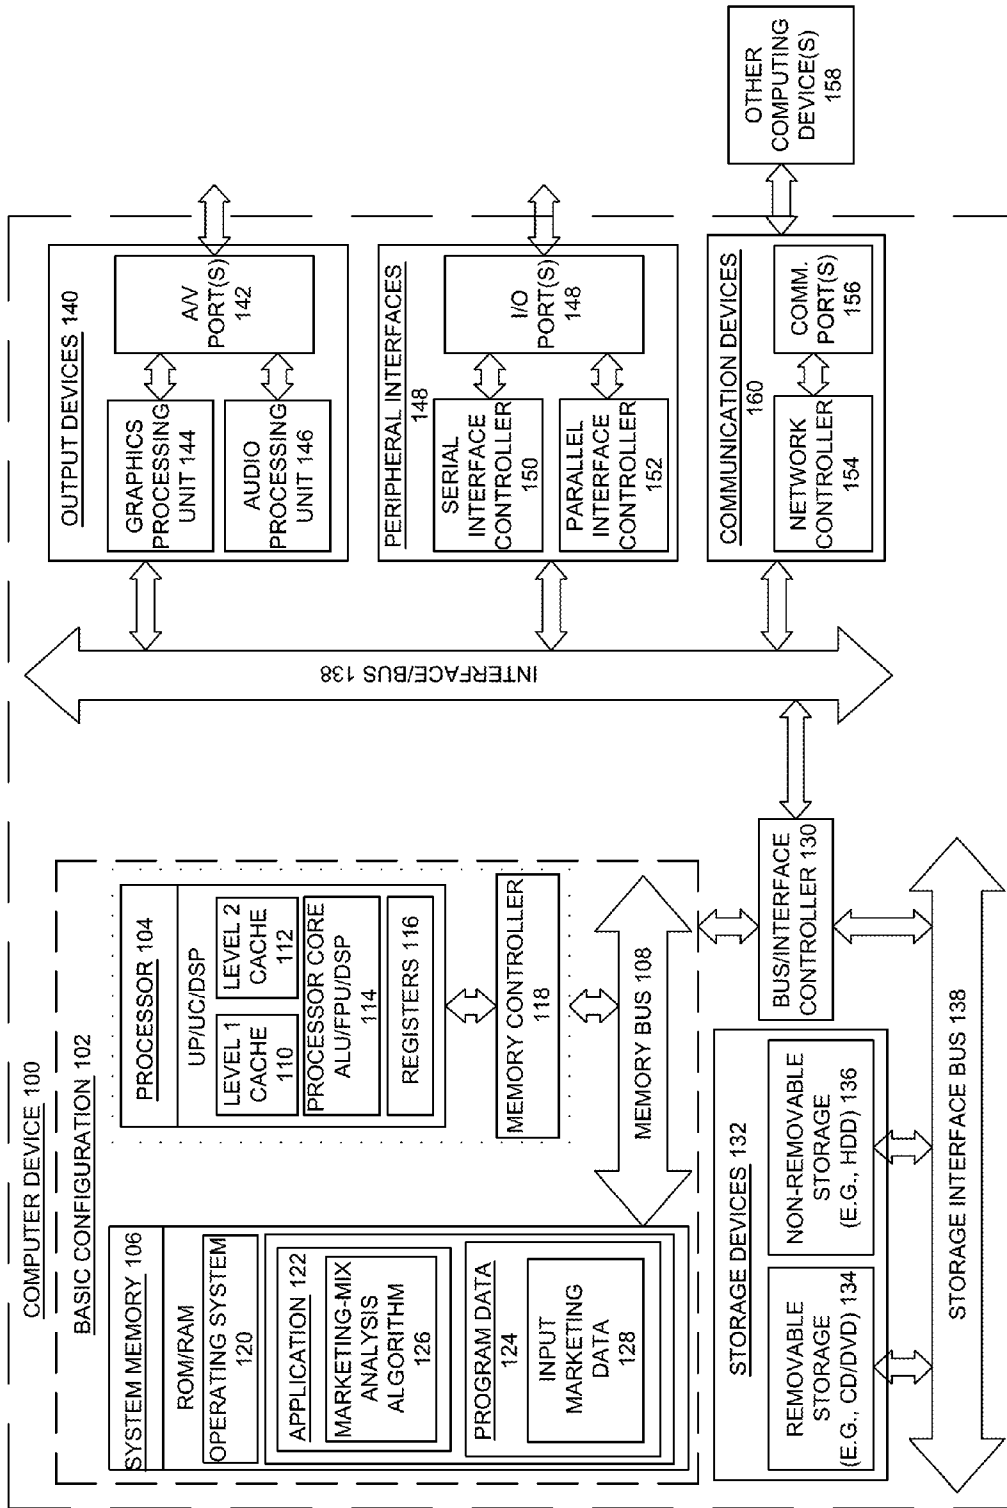 COMPUTER DEVICE 100
BASIC CONFIGURATION 102
SYSTEM MEMORY 106
ROM/RAM
OPERATING SYSTEM
120
APPLICATION 122
MARKETING-MIX
ANALYSIS
ALGORITHM
126
PROGRAM DATA
124
INPUT
MARKETING
DATA
128
PROCESSOR 104
UP/UC/DSP
LEVEL 1
CACHE
110
LEVEL 2
CACHE
112
PROCESSOR CORE
ALU/FPU/DSP
114
REGISTERS 116
MEMORY CONTROLLER
118
MEMORY BUS 108
BUS/INTERFACE
CONTROLLER 130
STORAGE DEVICES 132
REMOVABLE
STORAGE
(E.G., CD/DVD) 134
NON-REMOVABLE
STORAGE
(E.G., HDD) 136
STORAGE INTERFACE BUS 138
INTERFACE/BUS 138
OUTPUT DEVICES 140
GRAPHICS
PROCESSING
UNIT 144
AUDIO
PROCESSING
UNIT 146
A/V
PORT(S)
142
PERIPHERAL INTERFACES
148
SERIAL
INTERFACE
CONTROLLER
150
PARALLEL
INTERFACE
CONTROLLER
152
I/O
PORT(S)
148
COMMUNICATION DEVICES
160
NETWORK
CONTROLLER
154
COMM.
PORT(S)
156
OTHER
COMPUTING
DEVICE(S)
158